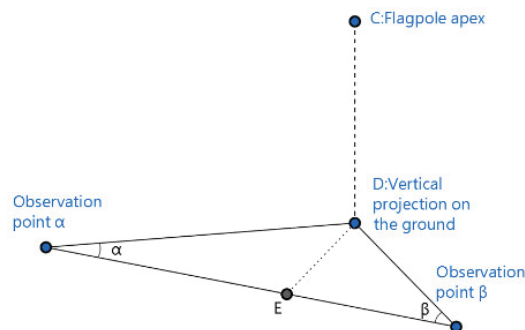 C:Flagpole apex
D:Vertical
projection on
the ground
Observation
point α
α
Observation
point β
β
E